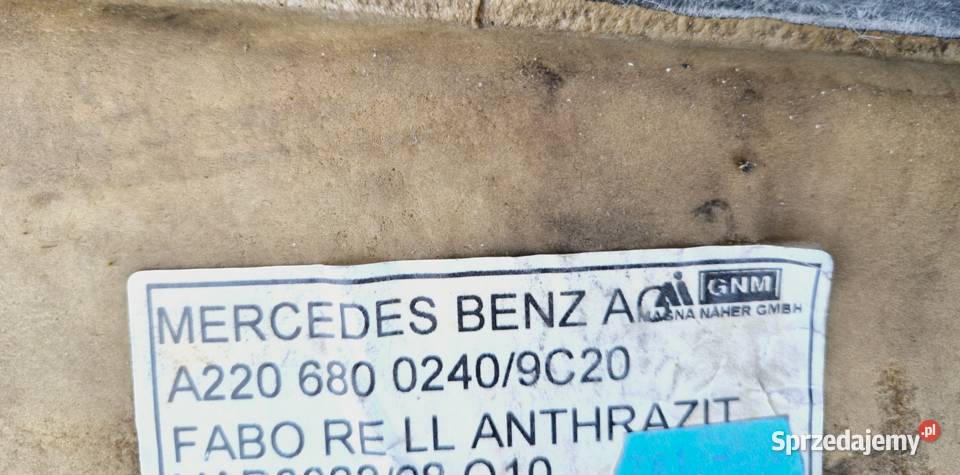 MERCEDES BENZ AG
GNM
MAGNA NAHER GMBH
A220 680 0240/9C20
FABO RE LL ANTHRAZIT
Sprzedajemy.pl